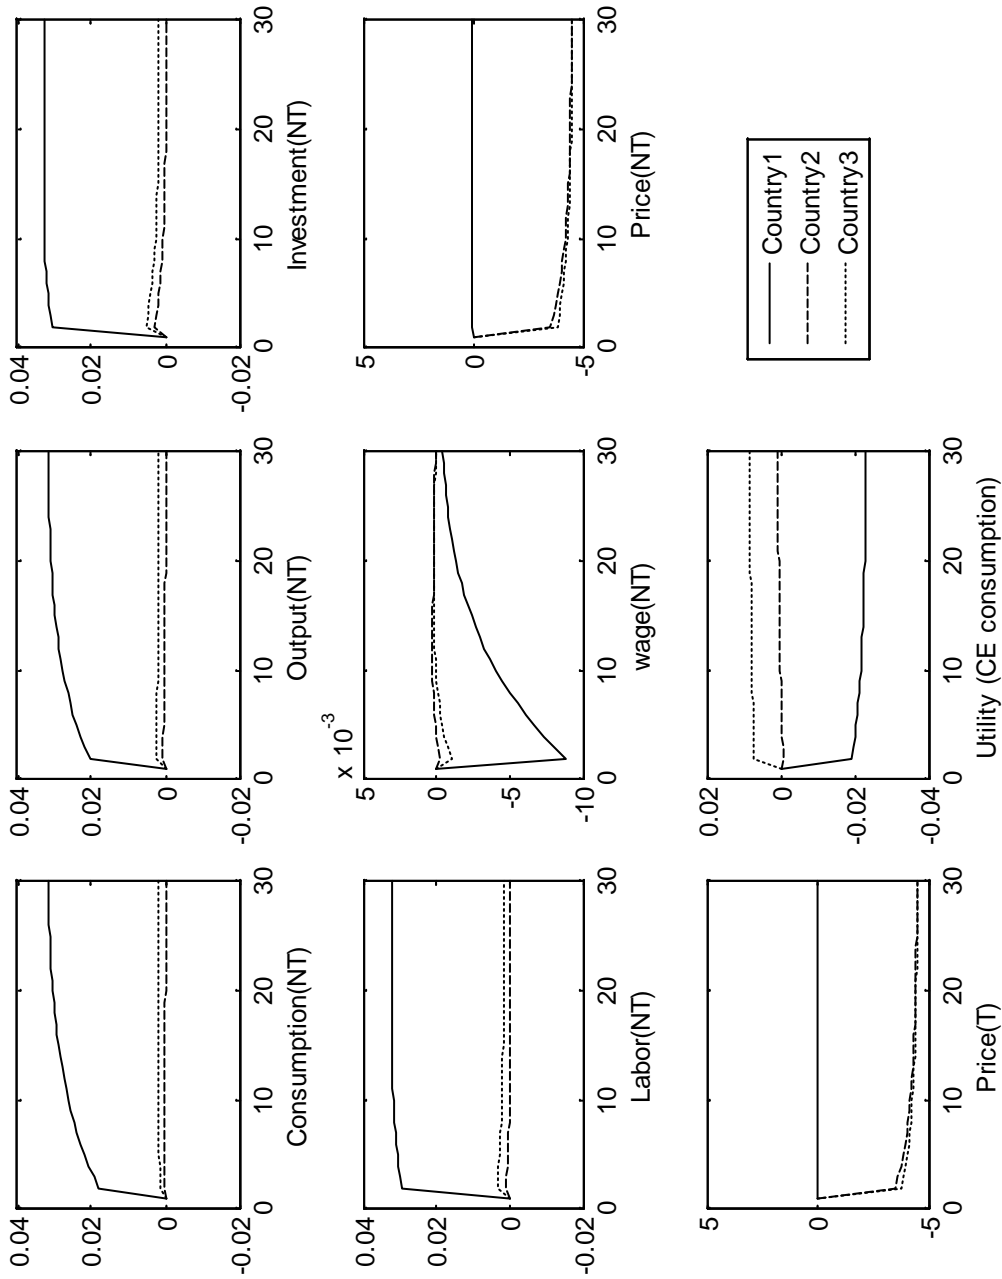 0.04
0.02
0
-0.02
0 10 20 30
Consumption(NT)
0.04
0.02
0
-0.02
0 10 20 30
Output(NT)
0.04
0.02
0
-0.02
0 10 20 30
Investment(NT)
0.04
0.02
0
-0.02
0 10 20 30
Labor(NT)
x 10-3
5
0
-5
-10
0 10 20 30
wage(NT)
5
0
-5
0 10 20 30
Price(NT)
5
0
-5
0 10 20 30
Price(T)
0.02
0
-0.02
-0.04
0 10 20 30
Utility (CE consumption)
Country1
Country2
Country3